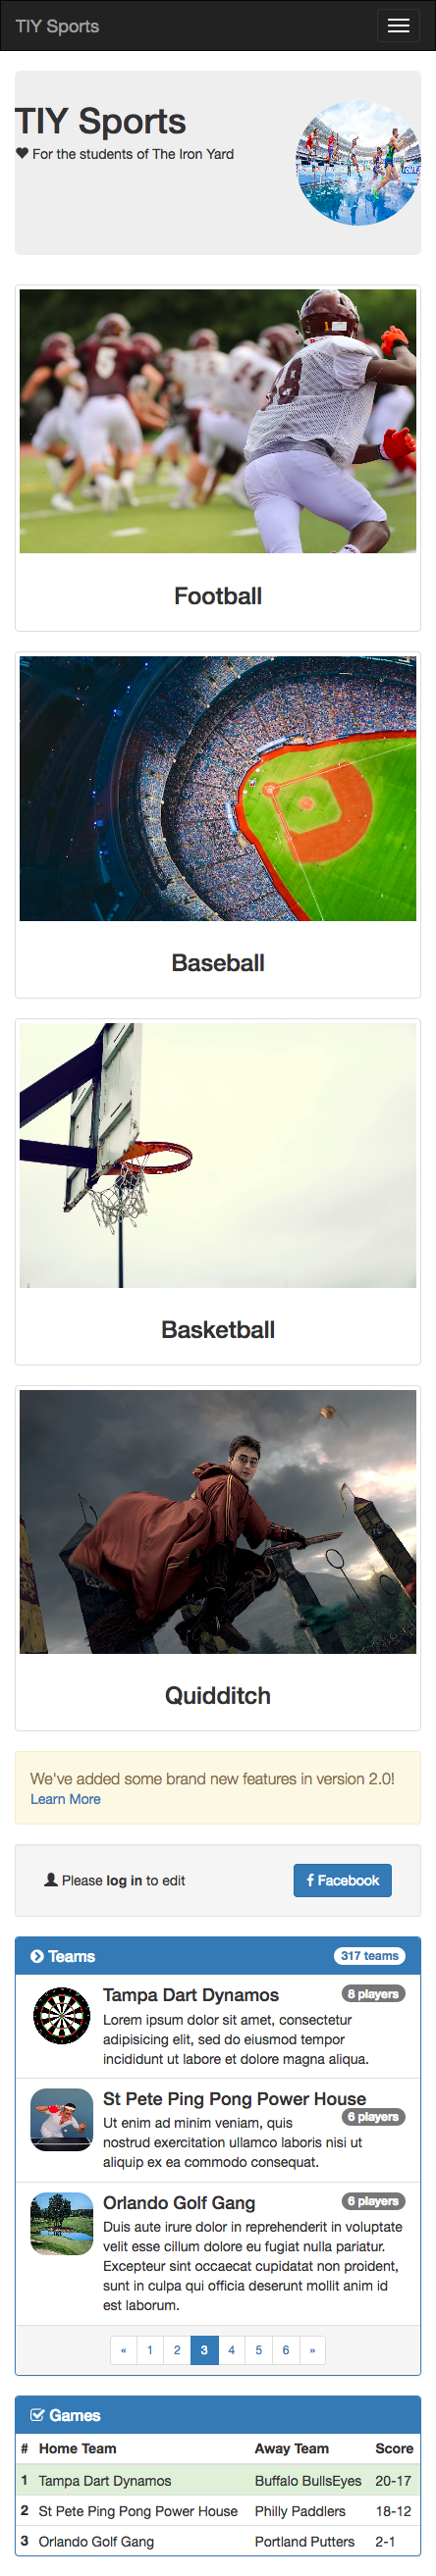 TIY Sports
TIY Sports
For the students of The Iron Yard
Football
Baseball
Basketball
Quidditch
We've added some brand new features in version 2.0!
Learn More
Please log in to edit
Facebook
Teams 317 teams
Tampa Dart Dynamos 8 players
Lorem ipsum dolor sit amet, consectetur
adipisicing elit, sed do eiusmod tempor
incididunt ut labore et dolore magna aliqua.
St Pete Ping Pong Power House
6 players
Ut enim ad minim veniam, quis
nostrud exercitation ullamco laboris nisi ut
aliquip ex ea commodo consequat.
Orlando Golf Gang 6 players
Duis aute irure dolor in reprehenderit in voluptate
velit esse cillum dolore eu fugiat nulla pariatur.
Excepteur sint occaecat cupidatat non proident,
sunt in culpa qui officia deserunt mollit anim id
est laborum.
« 1 2 3 4 5 6 »
Games
# Home Team Away Team Score
1 Tampa Dart Dynamos Buffalo BullsEyes 20-17
2 St Pete Ping Pong Power House Philly Paddlers 18-12
3 Orlando Golf Gang Portland Putters 2-1